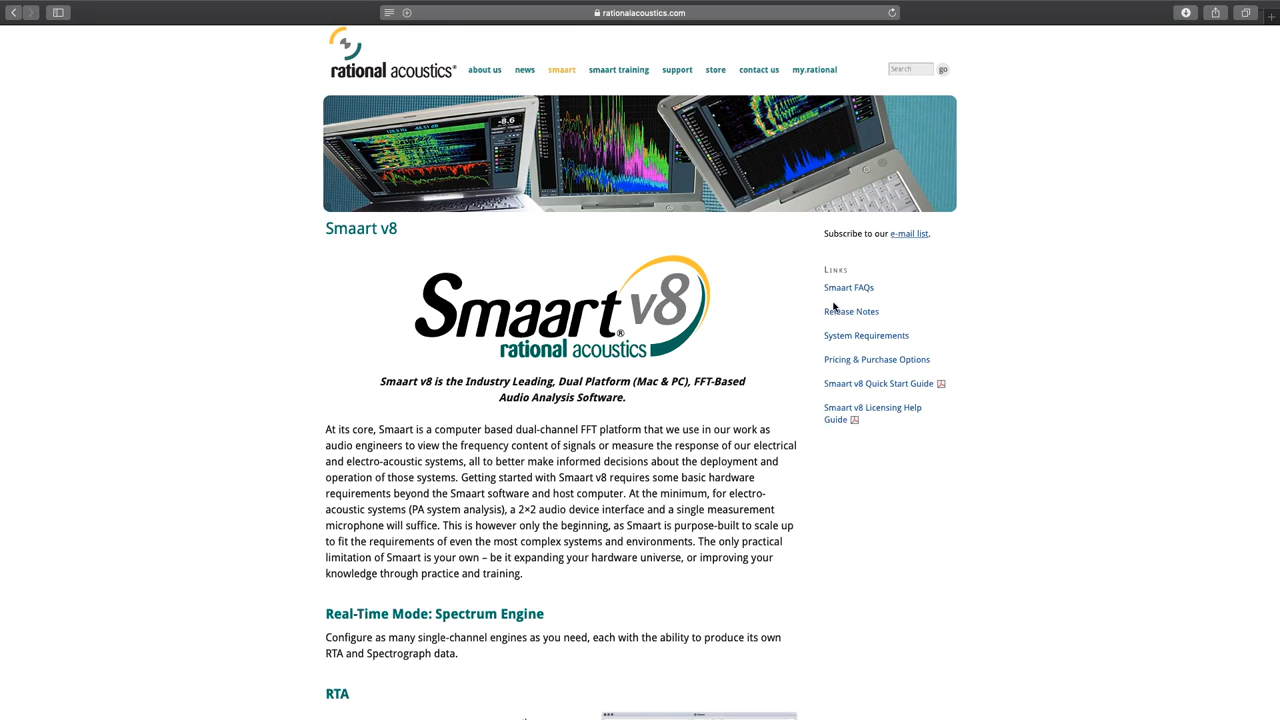 rationalacoustics.com
rational acoustics®
about us
news
smaart
smaart training
support
store
contact us
my.rational
Search
go
-8.6
Smaart v8
Subscribe to our e-mail list.
Links
Smaart FAQs
Release Notes
System Requirements
Pricing & Purchase Options
Smaart v8 Quick Start Guide
Smaart v8 Licensing Help
Guide
Smaart® v8
rational acoustics
Smaart v8 is the Industry Leading, Dual Platform (Mac & PC), FFT-Based
Audio Analysis Software.
At its core, Smaart is a computer based dual-channel FFT platform that we use in our work as
audio engineers to view the frequency content of signals or measure the response of our electrical
and electro-acoustic systems, all to better make informed decisions about the deployment and
operation of those systems. Getting started with Smaart v8 requires some basic hardware
requirements beyond the Smaart software and host computer. At the minimum, for electro-
acoustic systems (PA system analysis), a 2×2 audio device interface and a single measurement
microphone will suffice. This is however only the beginning, as Smaart is purpose-built to scale up
to fit the requirements of even the most complex systems and environments. The only practical
limitation of Smaart is your own – be it expanding your hardware universe, or improving your
knowledge through practice and training.
Real-Time Mode: Spectrum Engine
Configure as many single-channel engines as you need, each with the ability to produce its own
RTA and Spectrograph data.
RTA